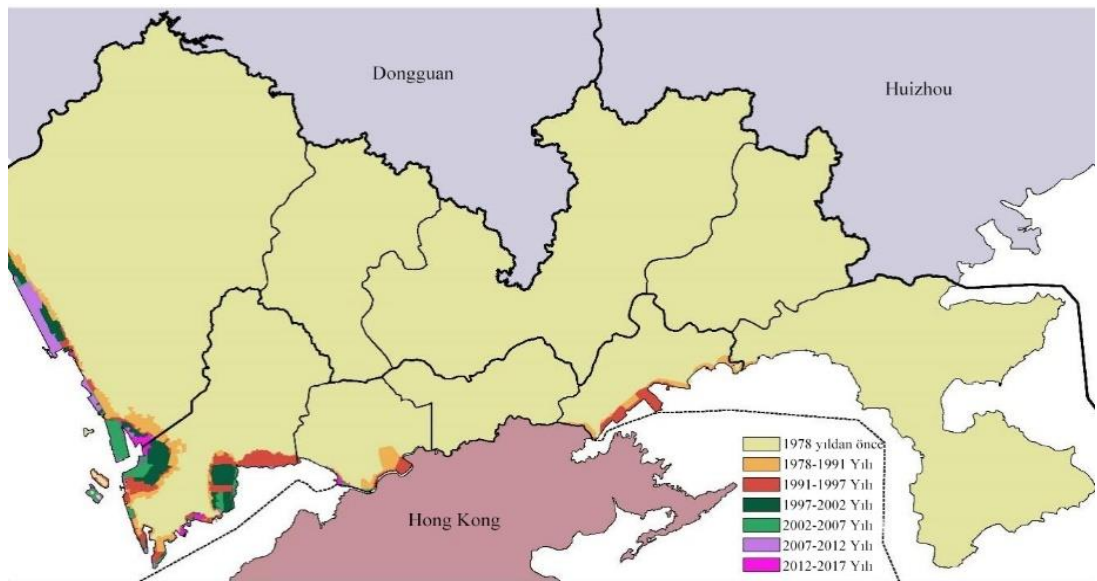 Dongguan
Huizhou
Hong Kong
1978 yıldan önce
1978-1991 Yılı
1991-1997 Yılı
1997-2002 Yılı
2002-2007 Yılı
2007-2012 Yılı
2012-2017 Yılı